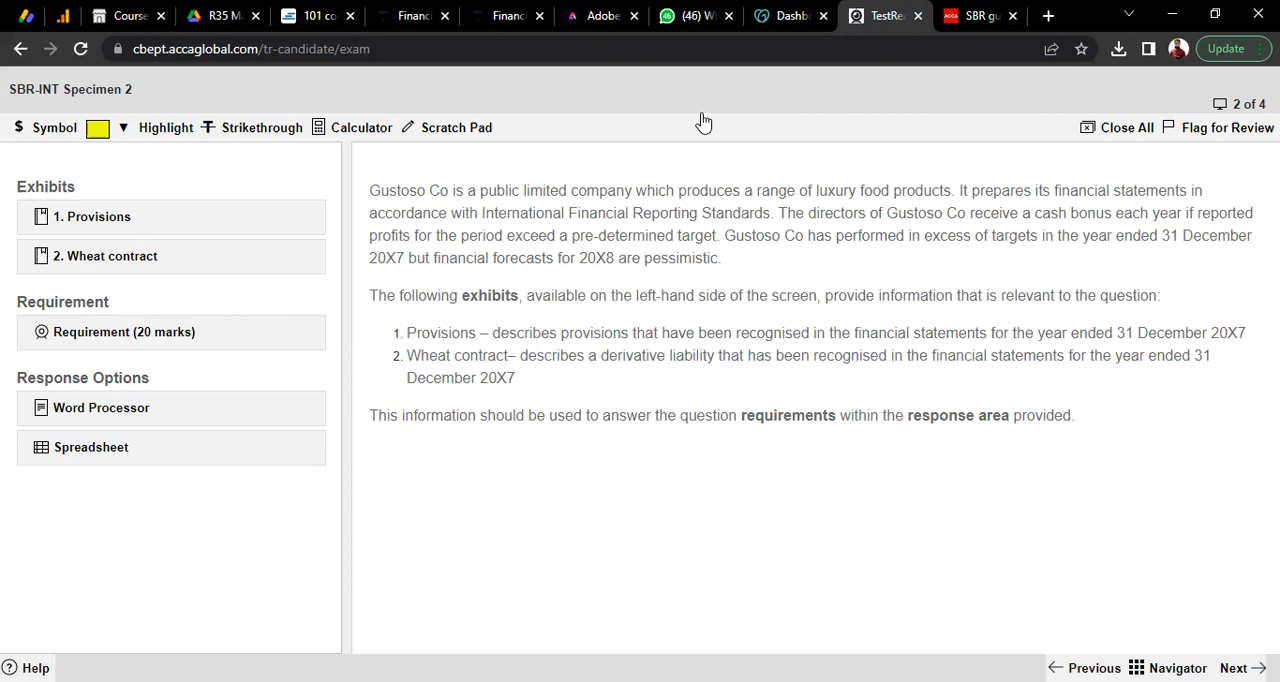 Course
R35 M
101 co
Financi
Financi
Adobe
(46) W
Dashb
TestRe
SBR gu
cbept.accaglobal.com/tr-candidate/exam
Update
SBR-INT Specimen 2
2 of 4
$ Symbol Highlight Strikethrough Calculator Scratch Pad Close All Flag for Review
Exhibits
1. Provisions
2. Wheat contract
Requirement
Requirement (20 marks)
Response Options
Word Processor
Spreadsheet
Gustoso Co is a public limited company which produces a range of luxury food products. It prepares its financial statements in
accordance with International Financial Reporting Standards. The directors of Gustoso Co receive a cash bonus each year if reported
profits for the period exceed a pre-determined target. Gustoso Co has performed in excess of targets in the year ended 31 December
20X7 but financial forecasts for 20X8 are pessimistic.
The following exhibits, available on the left-hand side of the screen, provide information that is relevant to the question:
1. Provisions – describes provisions that have been recognised in the financial statements for the year ended 31 December 20X7
2. Wheat contract– describes a derivative liability that has been recognised in the financial statements for the year ended 31
December 20X7
This information should be used to answer the question requirements within the response area provided.
Help
Previous Navigator Next